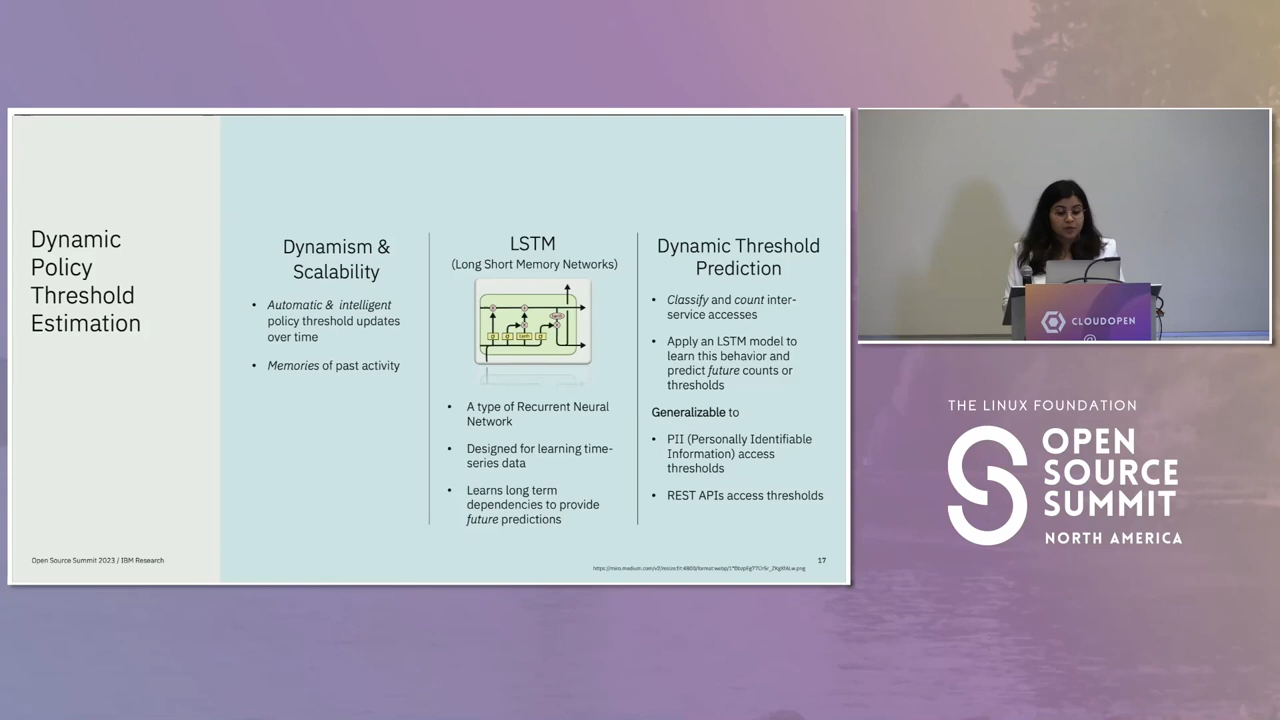 Dynamic
Policy
Threshold
Estimation
Dynamism &
Scalability
• Automatic & intelligent
policy threshold updates
over time
• Memories of past activity
LSTM
(Long Short Memory Networks)
σ σ tanh σ
tanh
• A type of Recurrent Neural
Network
• Designed for learning time-
series data
• Learns long term
dependencies to provide
future predictions
Dynamic Threshold
Prediction
• Classify and count inter-
service accesses
• Apply an LSTM model to
learn this behavior and
predict future counts or
thresholds
Generalizable to
• PII (Personally Identifiable
Information) access
thresholds
• REST APIs access thresholds
Open Source Summit 2023 / IBM Research
17
CLOUDOPEN
THE LINUX FOUNDATION
OPEN
SOURCE
SUMMIT
NORTH AMERICA